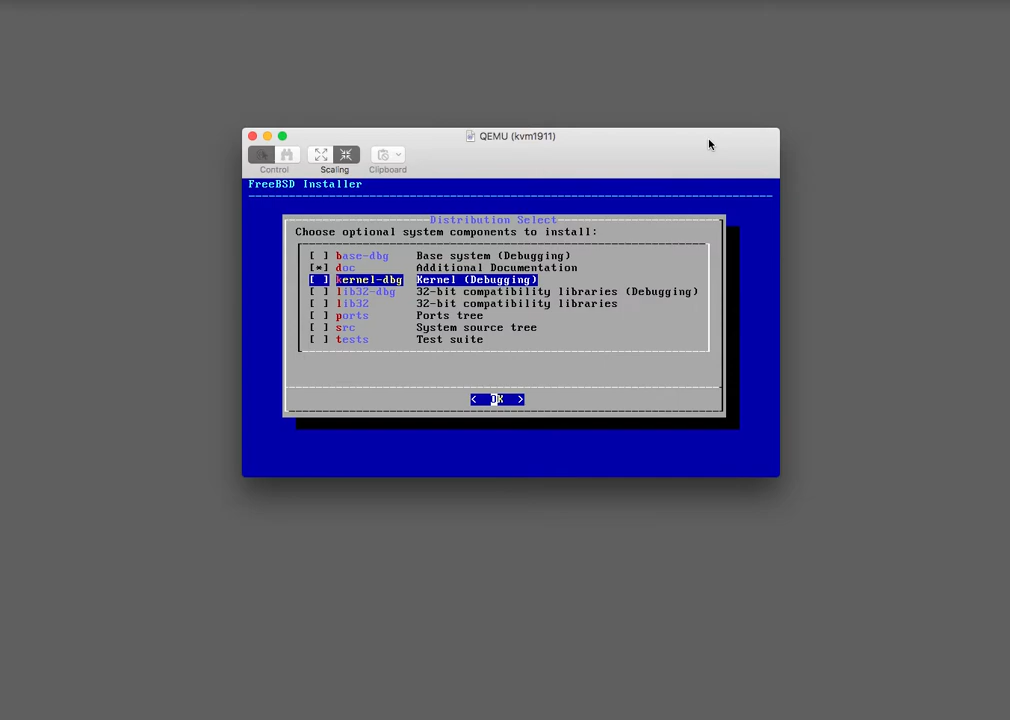 QEMU (kvm1911)
Control Scaling Clipboard
FreeBSD Installer
Distribution Select
Choose optional system components to install:
[ ] base-dbg Base system (Debugging)
[*] doc Additional Documentation
[ ] kernel-dbg Kernel (Debugging)
[ ] lib32-dbg 32-bit compatibility libraries (Debugging)
[ ] lib32 32-bit compatibility libraries
[ ] ports Ports tree
[ ] src System source tree
[ ] tests Test suite
< OK >